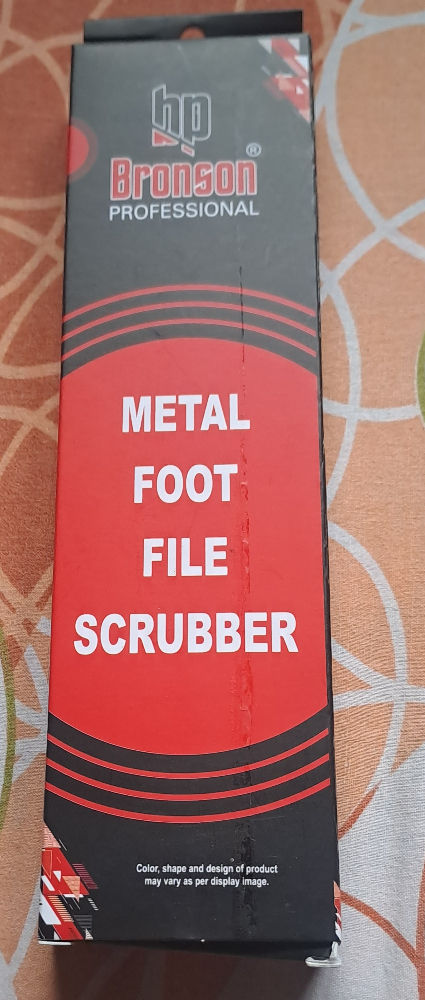 hp
Bronson®
PROFESSIONAL
METAL
FOOT
FILE
SCRUBBER
Color, shape and design of product
may vary as per display image.